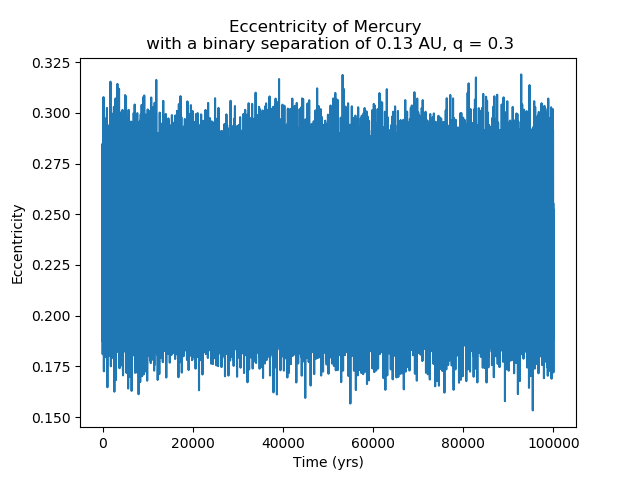 Eccentricity of Mercury
with a binary separation of 0.13 AU, q = 0.3
0.325
0.300
0.275
0.250
0.225
0.200
0.175
0.150
Eccentricity
0 20000 40000 60000 80000 100000
Time (yrs)